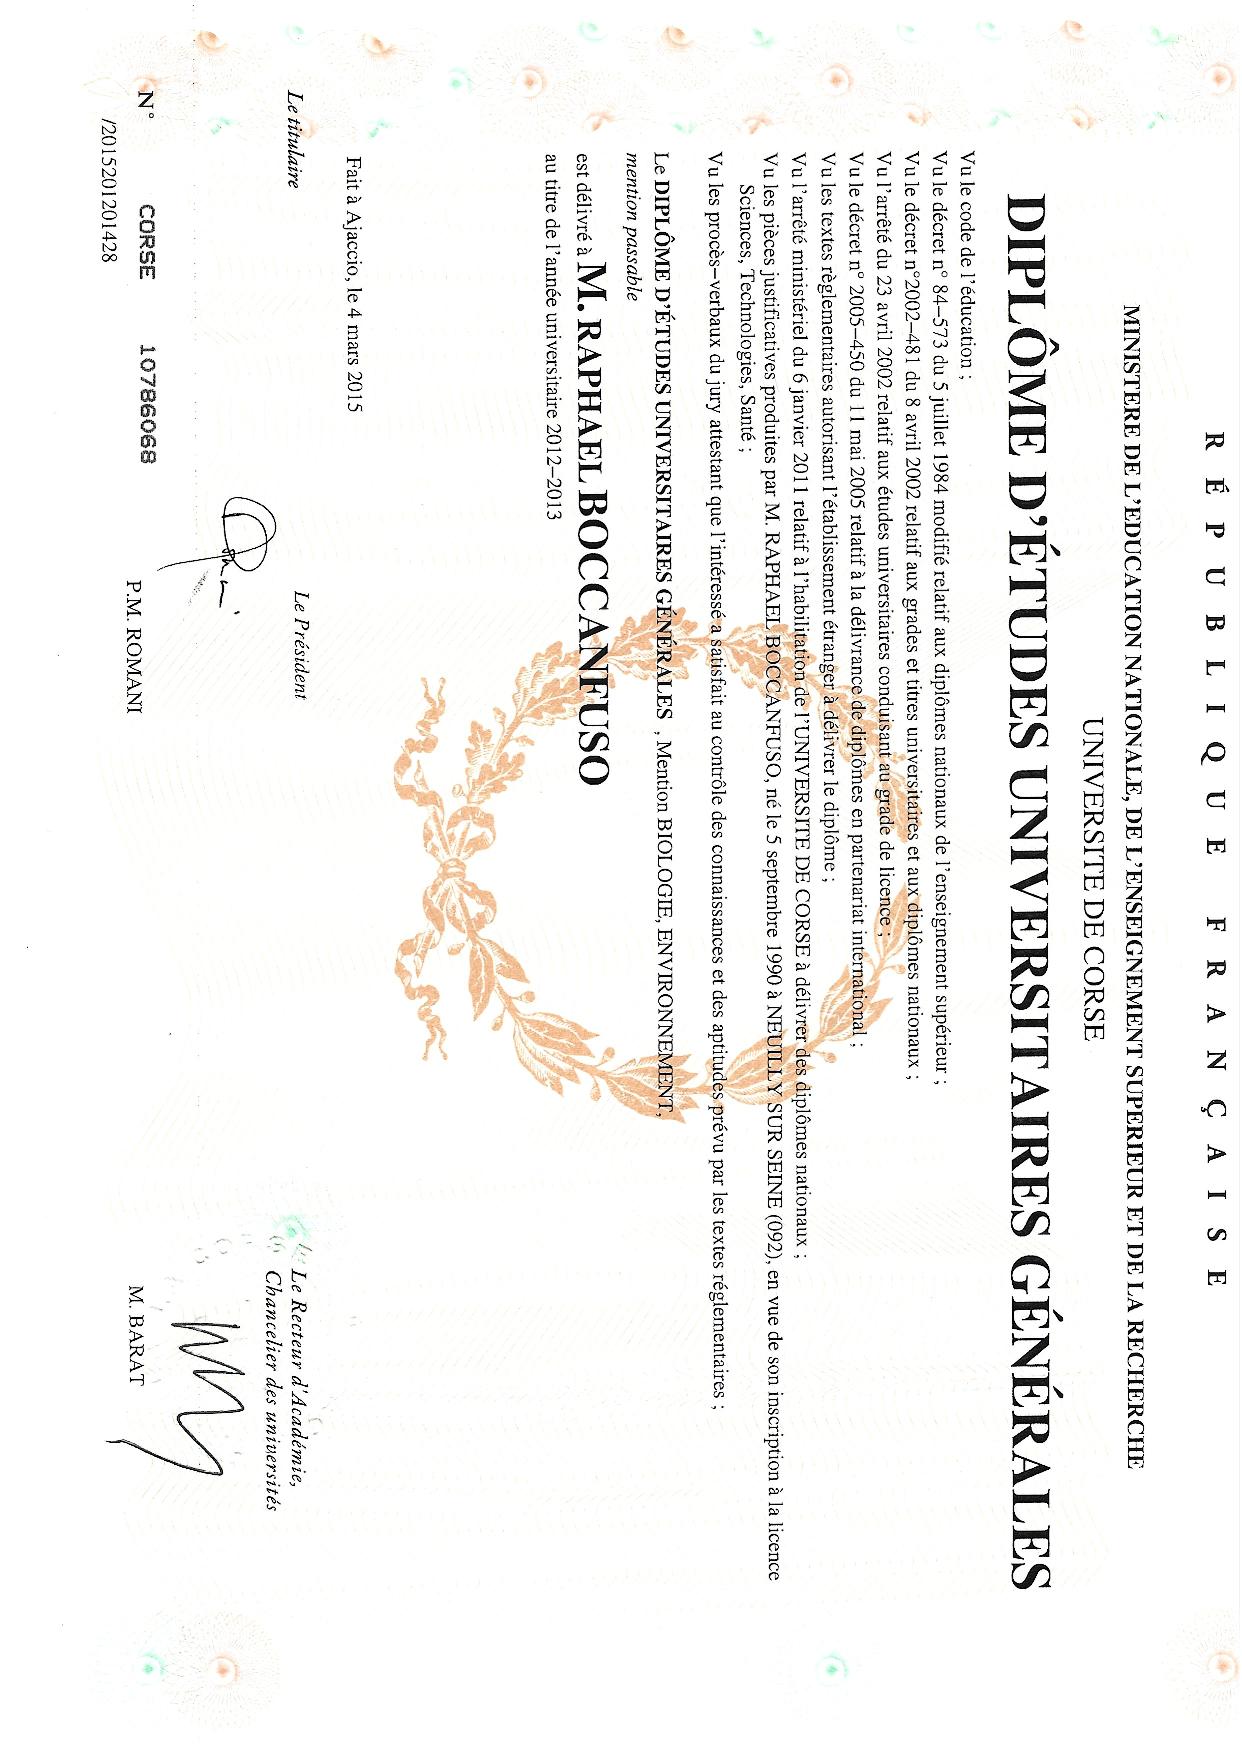 RÉPUBLIQUE FRANÇAISE
MINISTERE DE L'EDUCATION NATIONALE, DE L'ENSEIGNEMENT SUPERIEUR ET DE LA RECHERCHE
UNIVERSITE DE CORSE
DIPLÔME D'ÉTUDES UNIVERSITAIRES GÉNÉRALES
Vu le code de l'éducation ;
Vu le décret n° 84–573 du 5 juillet 1984 modifié relatif aux diplômes nationaux de l'enseignement supérieur ;
Vu le décret n°2002–481 du 8 avril 2002 relatif aux grades et titres universitaires et aux diplômes nationaux ;
Vu l'arrêté du 23 avril 2002 relatif aux études universitaires conduisant au grade de licence ;
Vu le décret n° 2005–450 du 11 mai 2005 relatif à la délivrance de diplômes en partenariat international ;
Vu les textes règlementaires autorisant l'établissement étranger à délivrer le diplôme ;
Vu l'arrêté ministériel du 6 janvier 2011 relatif à l'habilitation de l'UNIVERSITE DE CORSE à délivrer des diplômes nationaux ;
Vu les pièces justificatives produites par M. RAPHAEL BOCCANFUSO, né le 5 septembre 1990 à NEUILLY SUR SEINE (092), en vue de son inscription à la licence
Sciences, Technologies, Santé ;
Vu les procès–verbaux du jury attestant que l'intéressé a satisfait au contrôle des connaissances et des aptitudes prévu par les textes réglementaires ;
Le DIPLÔME D'ÉTUDES UNIVERSITAIRES GÉNÉRALES , Mention BIOLOGIE, ENVIRONNEMENT,
mention passable
est délivré à M. RAPHAEL BOCCANFUSO
au titre de l'année universitaire 2012–2013
Fait à Ajaccio, le 4 mars 2015
Le titulaire
Le Président
Le Recteur d'Académie,
Chancelier des universités
N° CORSE 10786068
P.M. ROMANI
M. BARAT
/2015201201428